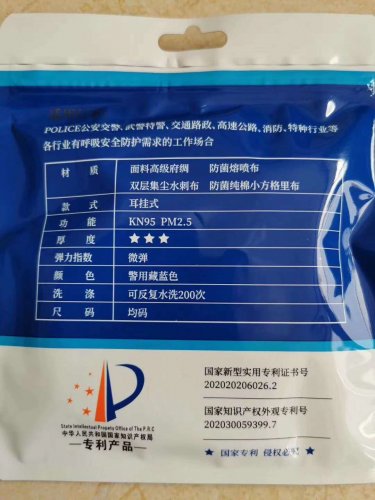 POLICE公安交警、武警特警、交通路政、高速公路、消防、特种行业等
各行业有呼吸安全防护需求的工作场合
材 质 面料高级府绸 防菌熔喷布
双层集尘水刺布 防菌纯棉小方格里布
款 式 耳挂式
功 能 KN95 PM2.5
厚 度 ★★★
弹力指数 微弹
颜 色 警用藏蓝色
洗 涤 可反复水洗200次
尺 码 均码
国家新型实用专利证书号
202020206026.2
国家知识产权外观专利号
202030059399.7
★ 国家专利 侵权必究 ★
State Intellectual Property Office of The P.R.C
中华人民共和国国家知识产权局
专利产品